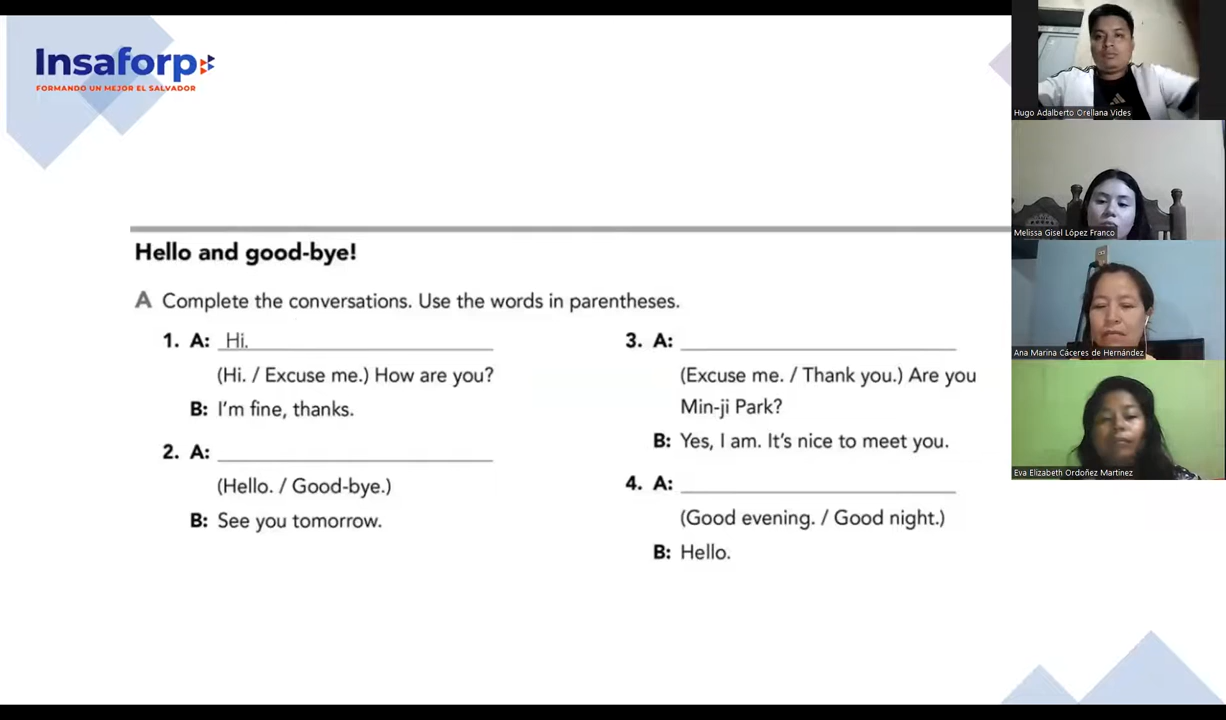 Insaforp
FORMANDO UN MEJOR EL SALVADOR
Hello and good-bye!
A Complete the conversations. Use the words in parentheses.
1. A: Hi.
(Hi. / Excuse me.) How are you?
B: I'm fine, thanks.
2. A:
(Hello. / Good-bye.)
B: See you tomorrow.
3. A:
(Excuse me. / Thank you.) Are you
Min-ji Park?
B: Yes, I am. It's nice to meet you.
4. A:
(Good evening. / Good night.)
B: Hello.
Hugo Adalberto Orellana Vides
Melissa Gisel López Franco
Ana Marina Cáceres de Hernández
Eva Elizabeth Ordoñez Martinez